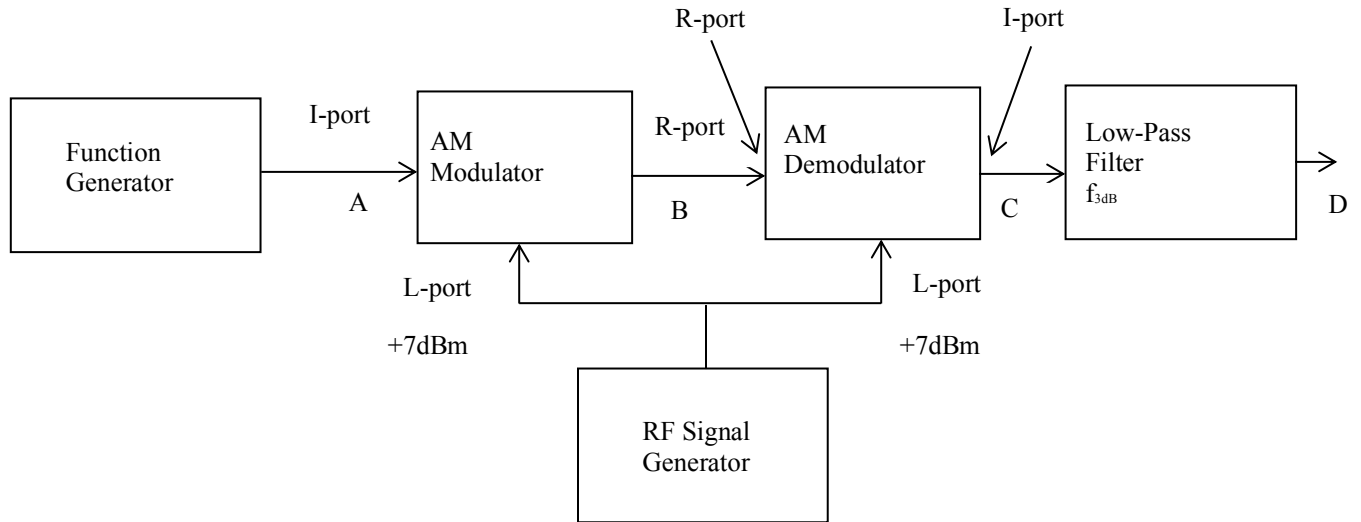 R-port
I-port
Function
Generator
I-port
A
AM
Modulator
R-port
B
AM
Demodulator
C
Low-Pass
Filter
f3dB
D
L-port
+7dBm
L-port
+7dBm
RF Signal
Generator